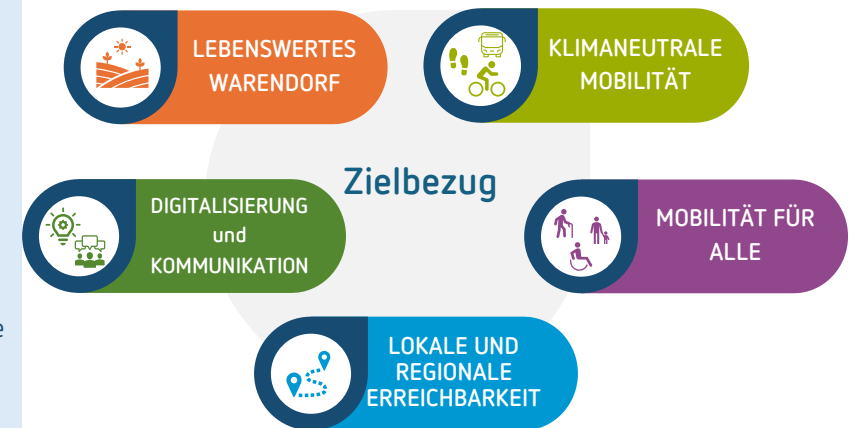 LEBENSWERTES
WARENDORF
KLIMANEUTRALE
MOBILITÄT
Zielbezug
DIGITALISIERUNG
und
KOMMUNIKATION
MOBILITÄT FÜR
ALLE
e
LOKALE UND
REGIONALE
ERREICHBARKEIT